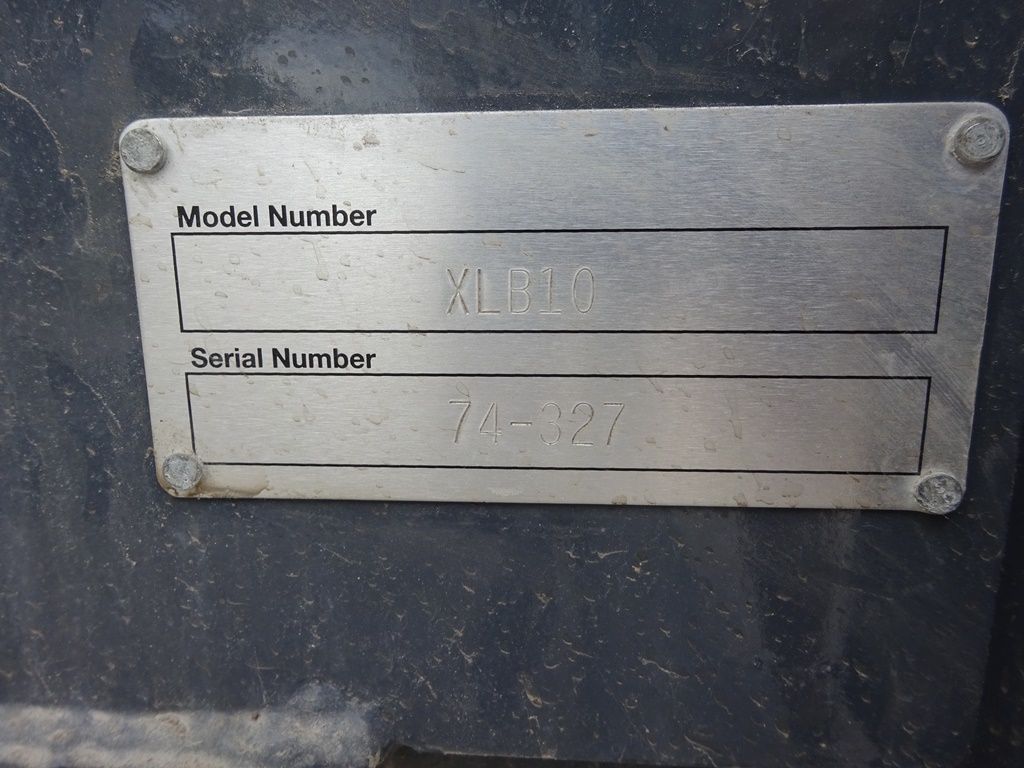 Model Number
XLB10
Serial Number
74-327